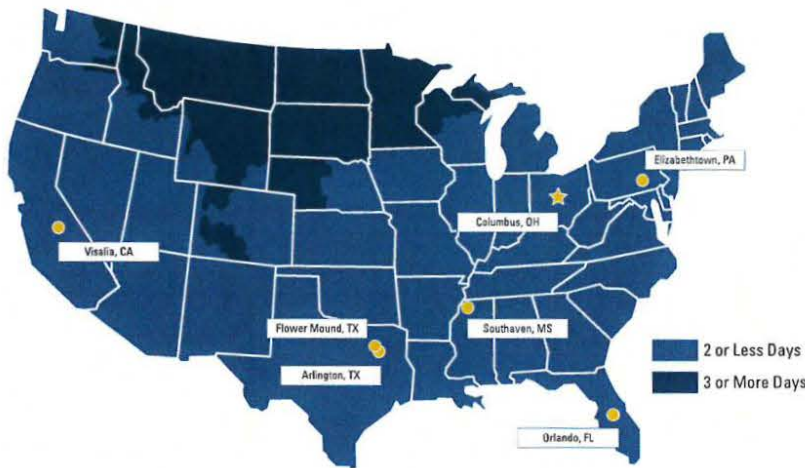 Elizabethtown, PA
Columbus, OH
Visalia, CA
Flower Mound, TX
Southaven, MS
Arlington, TX
2 or Less Days
3 or More Days
Orlando, FL